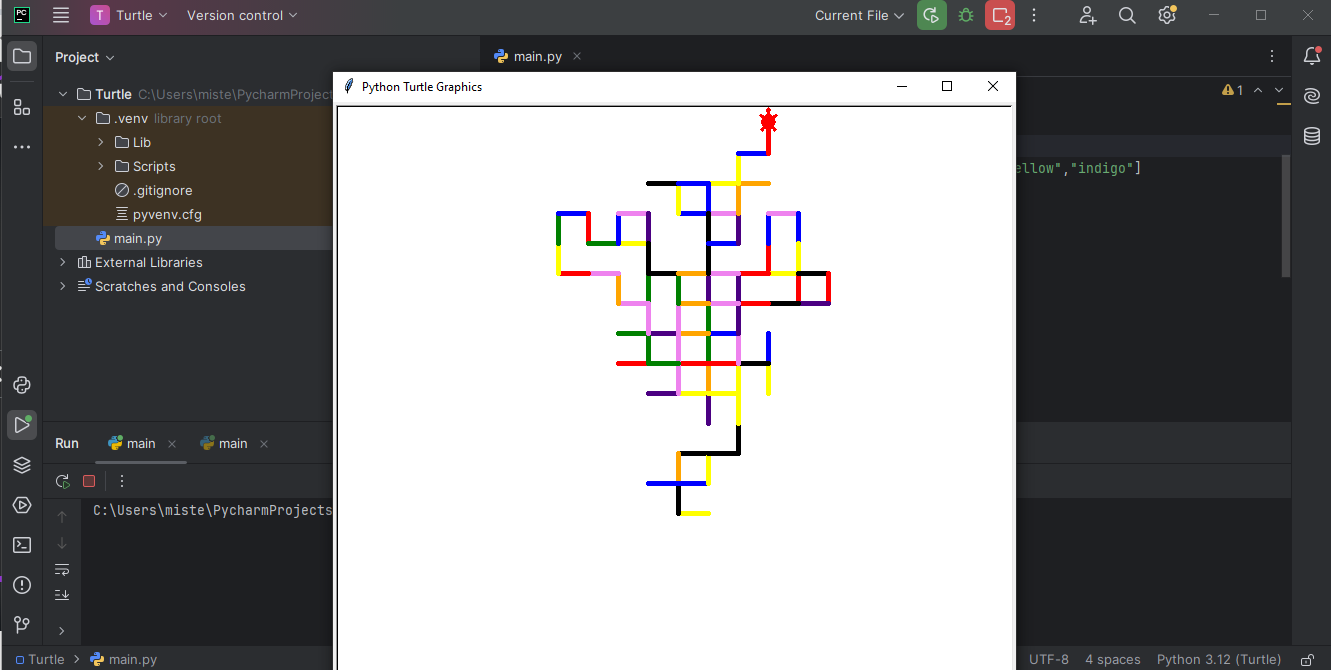 PC
T Turtle Version control Current File 2
Project main.py
Python Turtle Graphics
Turtle C:\Users\miste\PycharmProject
1
.venv library root
Lib
Scripts
ellow","indigo"]
.gitignore
pyvenv.cfg
main.py
External Libraries
Scratches and Consoles
Run main main
C:\Users\miste\PycharmProjects
Turtle main.py UTF-8 4 spaces Python 3.12 (Turtle)